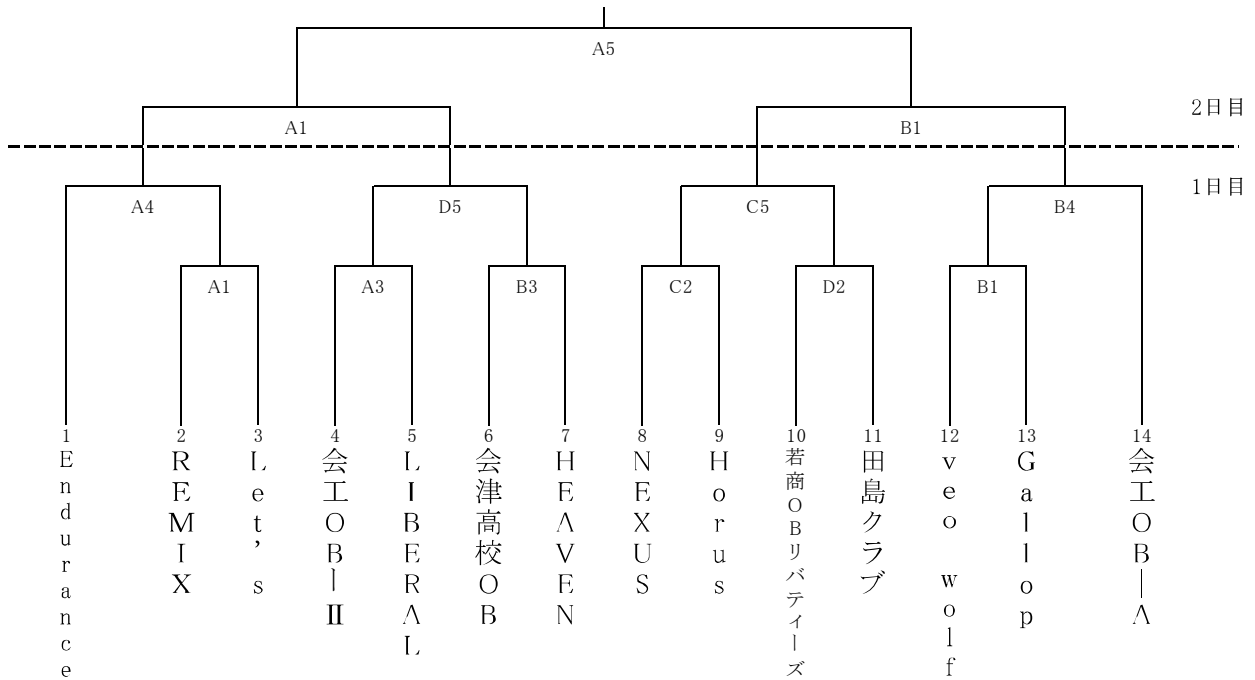 A5
2日目
A1
B1
1日目
A4
D5
C5
B4
A1
A3
B3
C2
D2
B1
1
2
3
4
5
6
7
8
9
10
11
12
13
14
Endurance
REMIX
Let’s
会工OBーⅡ
LIBERAL
会津高校OB
HEAVEN
NEXUS
Horus
若商OBリバティーズ
田島クラブ
veo wolf
Gallop
会工OB―A